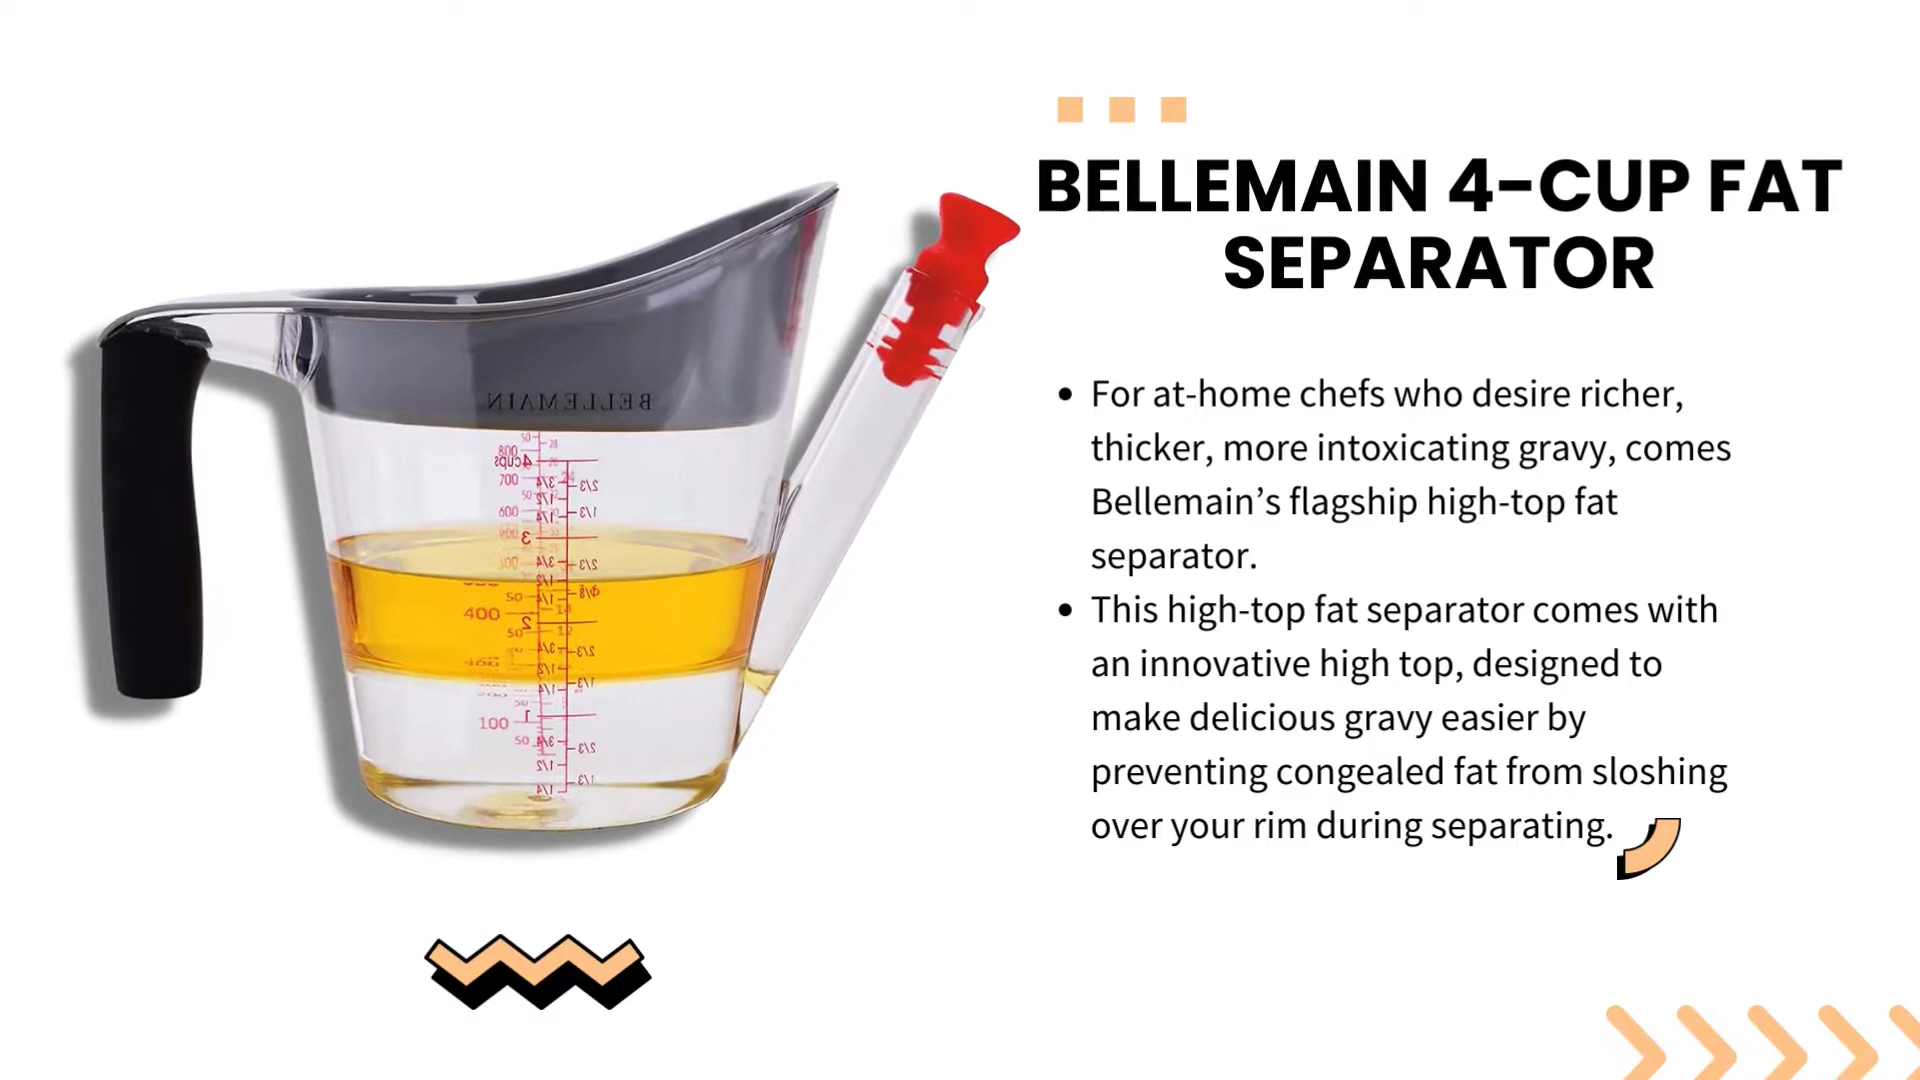 BELLEMAIN 4-CUP FAT
SEPARATOR
• For at-home chefs who desire richer,
thicker, more intoxicating gravy, comes
Bellemain’s flagship high-top fat
separator.
• This high-top fat separator comes with
an innovative high top, designed to
make delicious gravy easier by
preventing congealed fat from sloshing
over your rim during separating.
BELLEMAIN
800
4cups
700
600
3
400
2
1
100
50